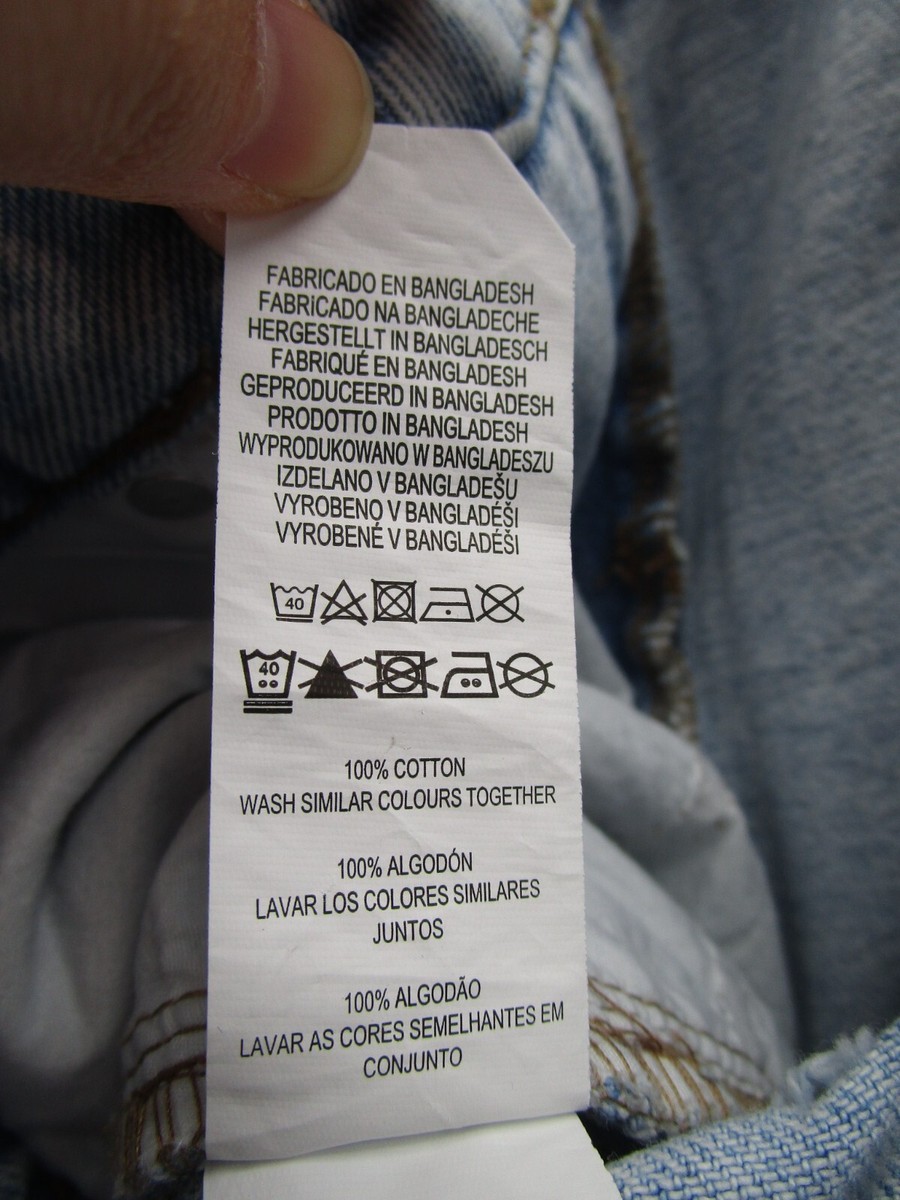 FABRICADO EN BANGLADESH
FABRiCADO NA BANGLADECHE
HERGESTELLT IN BANGLADESCH
FABRIQUÉ EN BANGLADESH
GEPRODUCEERD IN BANGLADESH
PRODOTTO IN BANGLADESH
WYPRODUKOWANO W BANGLADESZU
IZDELANO V BANGLADEŠU
VYROBENO V BANGLADÉŠI
VYROBENÉ V BANGLADÉŠI
40
40
100% COTTON
WASH SIMILAR COLOURS TOGETHER
100% ALGODÓN
LAVAR LOS COLORES SIMILARES
JUNTOS
100% ALGODÃO
LAVAR AS CORES SEMELHANTES EM
CONJUNTO